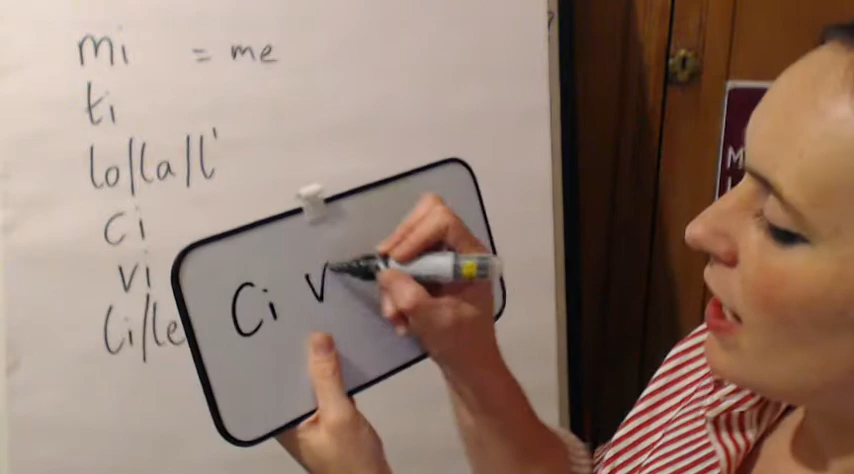 mi = me
ti
lo/la/l'
ci
vi
li/le
Ci v